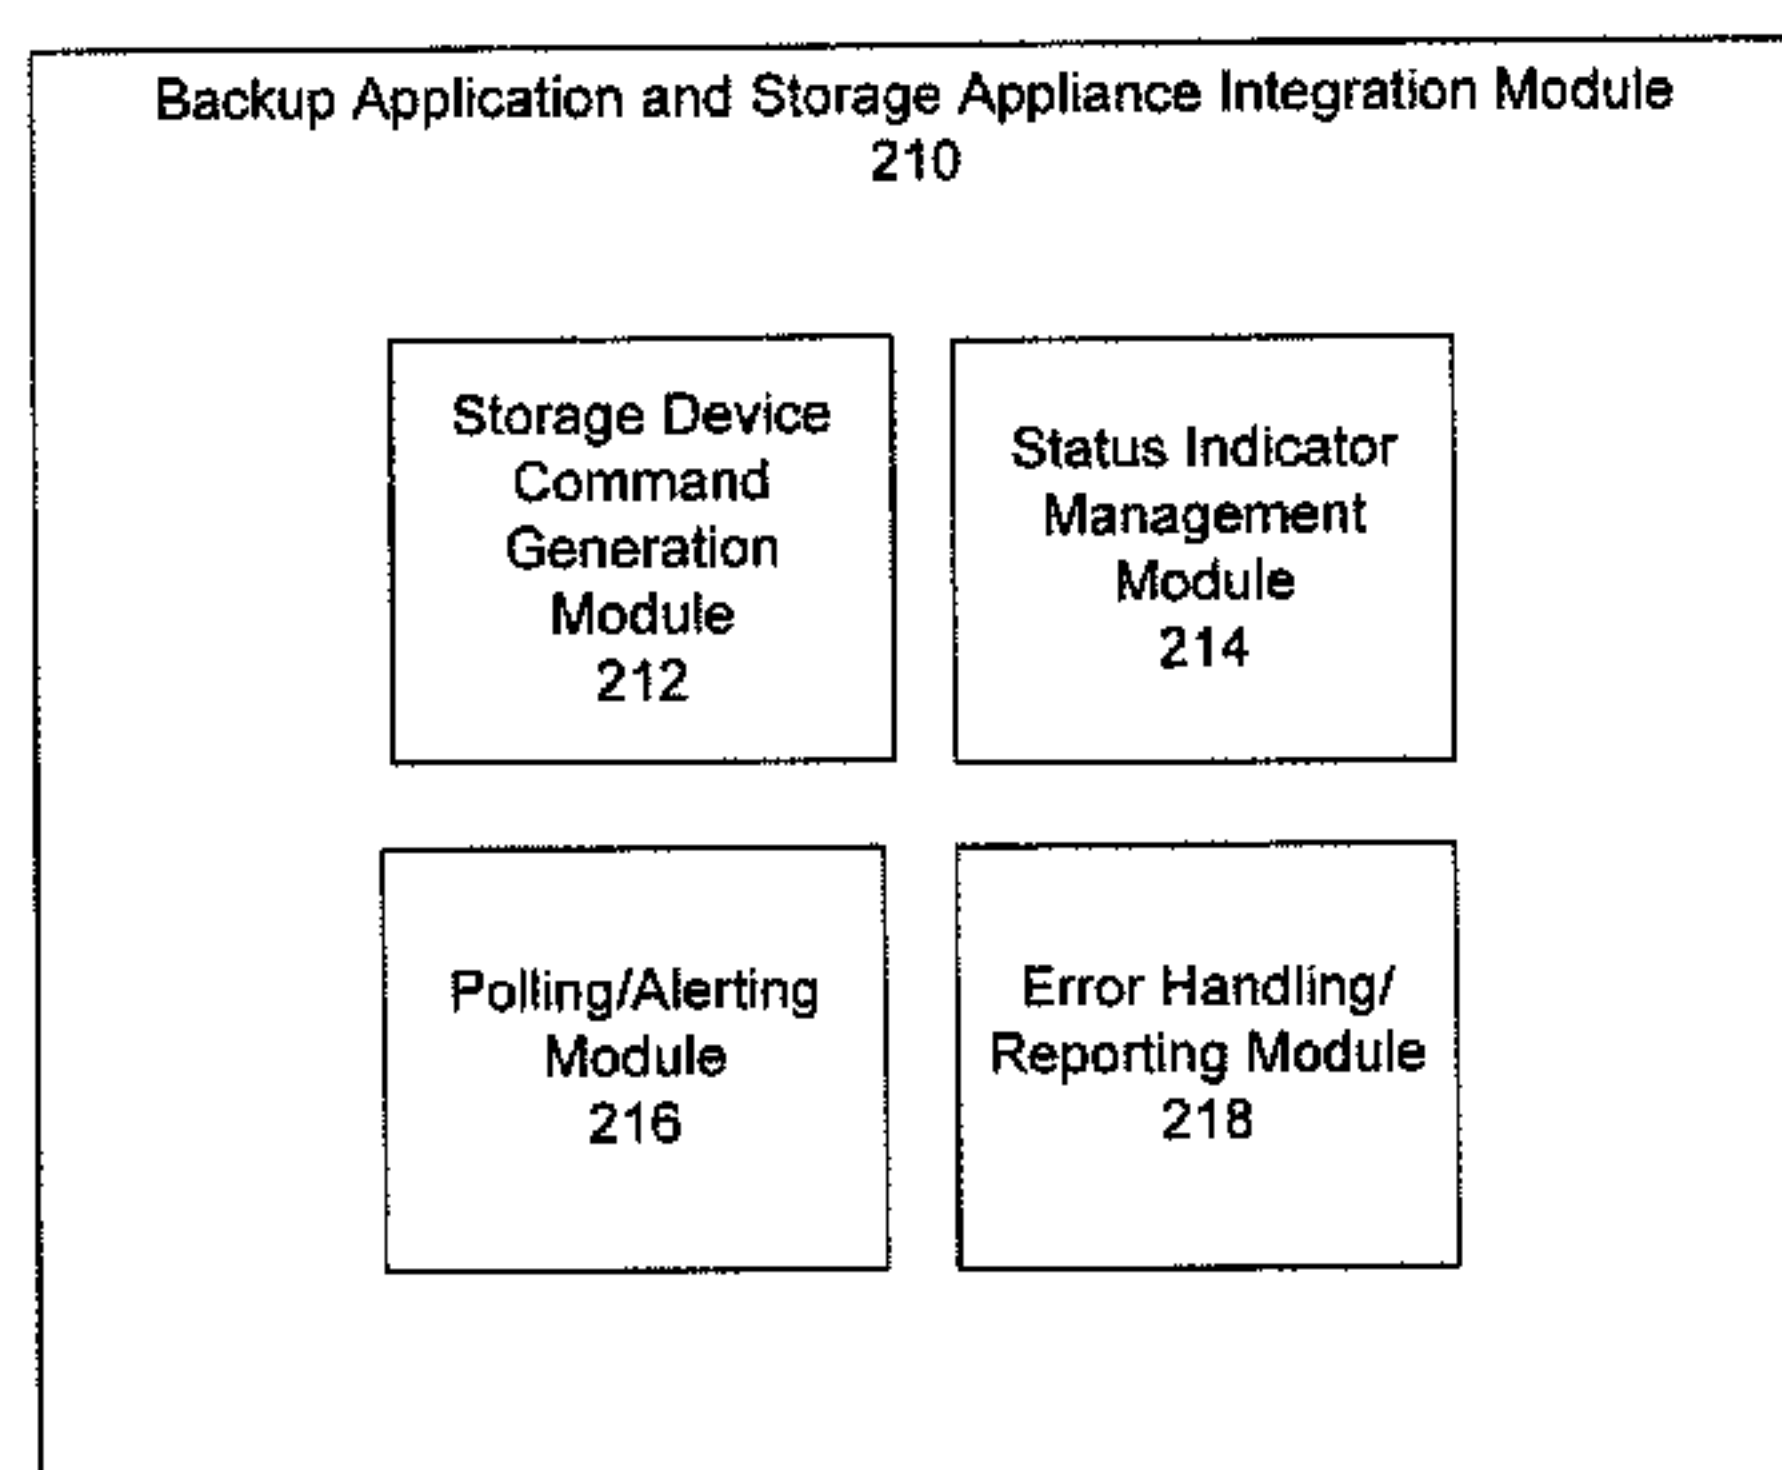 Backup Application and Storage Appliance Integration Module
210
Storage Device
Command
Generation
Module
212
Status Indicator
Management
Module
214
Polling/Alerting
Module
216
Error Handling/
Reporting Module
218